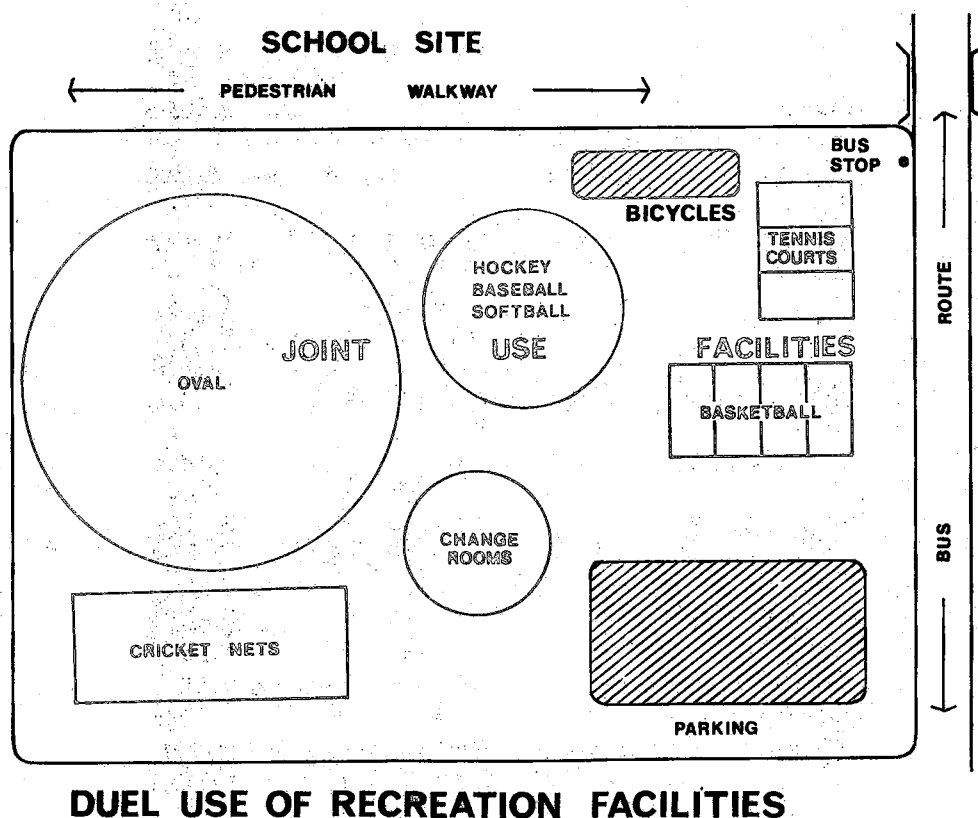 SCHOOL SITE
PEDESTRIAN WALKWAY
BUS
STOP
BICYCLES
TENNIS
COURTS
HOCKEY
BASEBALL
SOFTBALL
JOINT USE FACILITIES
OVAL
BASKETBALL
CHANGE
ROOMS
CRICKET NETS
PARKING
BUS ROUTE
DUEL USE OF RECREATION FACILITIES